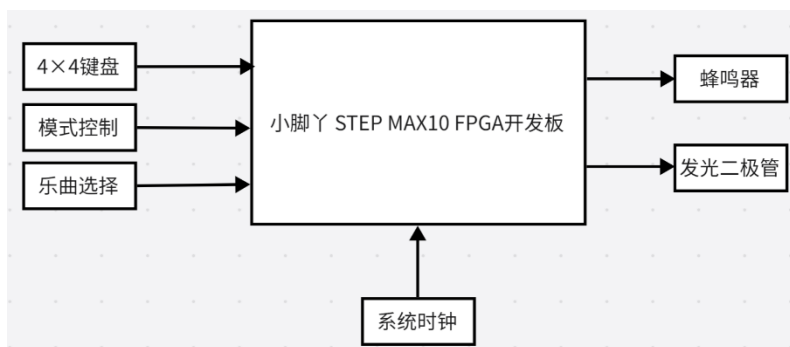 4×4键盘
模式控制
乐曲选择
小脚丫 STEP MAX10 FPGA开发板
蜂鸣器
发光二极管
系统时钟